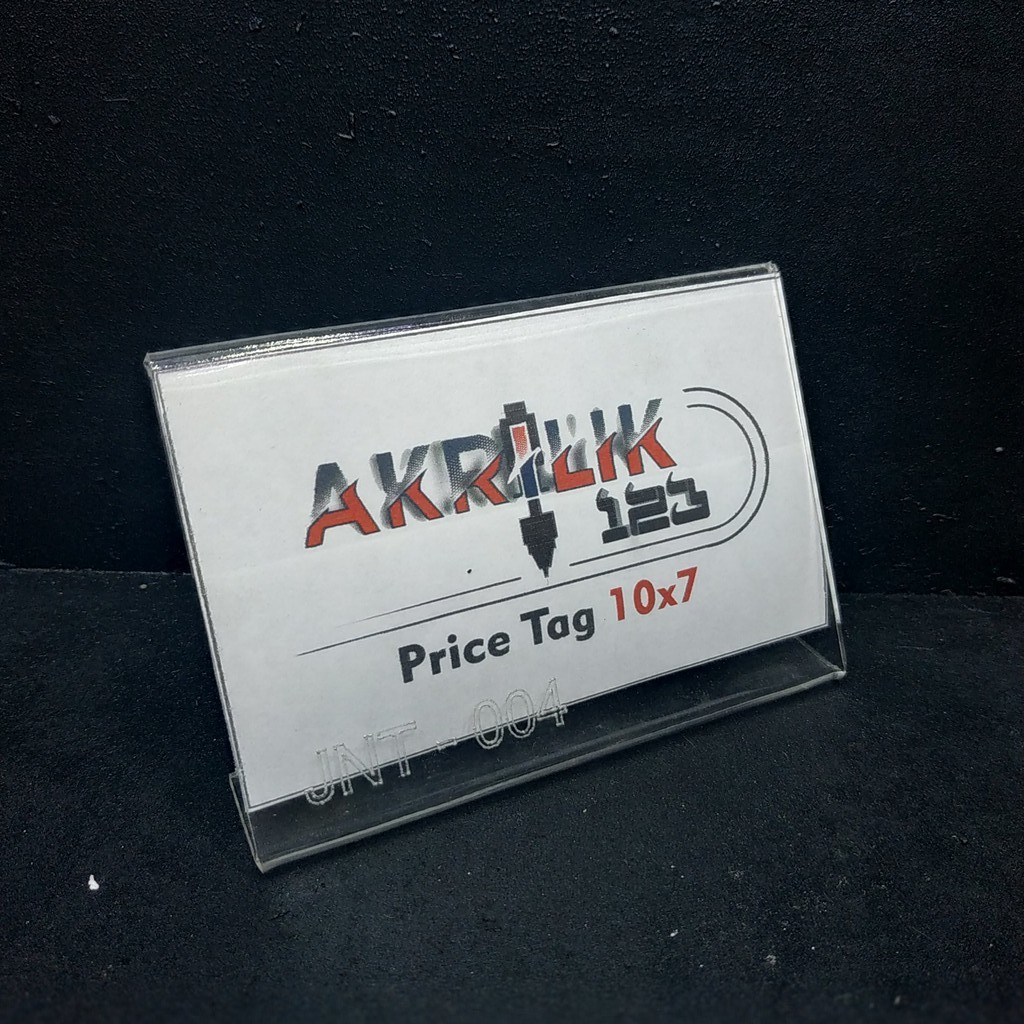 AKRILIK
123
Price Tag 10x7
JNT - 004